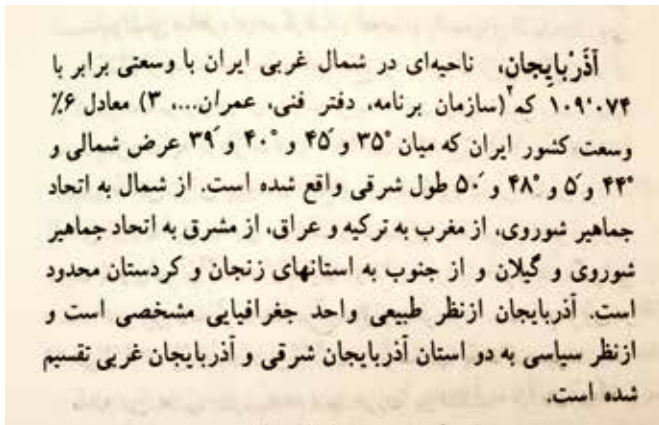 آذَرْبایِجان، ناحیه‌ای در شمال غربی ایران با وسعتی برابر با
۱۰۹٬۰۷۴ کم۲ (سازمان برنامه، دفتر فنی، عمران...، ۳) معادل ۶٪
وسعت کشور ایران که میان °۳۵ و ´۴۵ و °۴۰ و ´۳۹ عرض شمالی و
°۴۴ و ´۵ و °۴۸ و ´۵۰ طول شرقی واقع شده است. از شمال به اتحاد
جماهیر شوروی، از مغرب به ترکیه و عراق، از مشرق به اتحاد جماهیر
شوروی و گیلان و از جنوب به استانهای زنجان و کردستان محدود
است. آذربایجان ازنظر طبیعی واحد جغرافیایی مشخصی است و
ازنظر سیاسی به دو استان آذربایجان شرقی و آذربایجان غربی تقسیم
شده است.